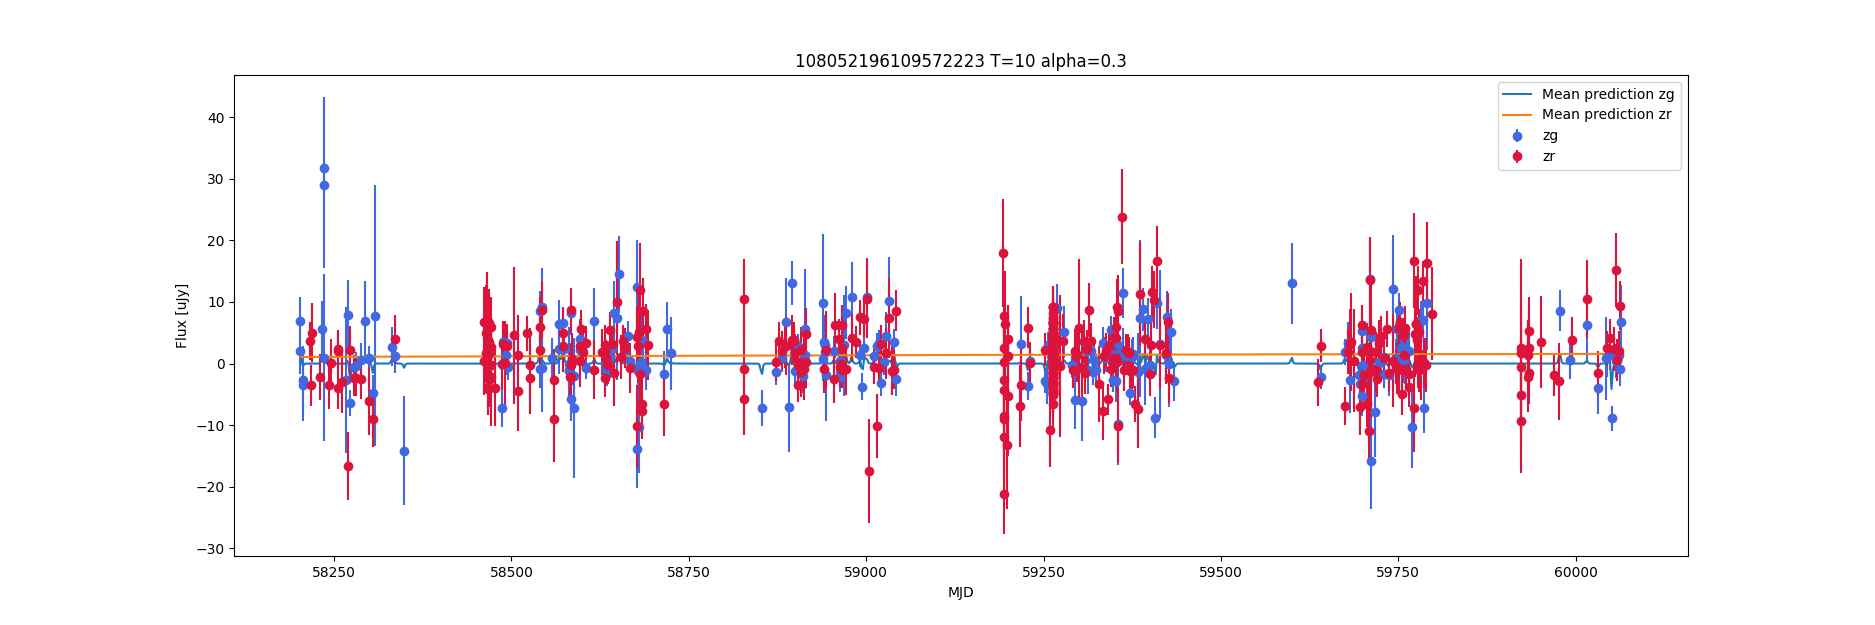 108052196109572223 T=10 alpha=0.3
Mean prediction zg
Mean prediction zr
zg
zr
Flux [uJy]
40
30
20
10
0
−10
−20
−30
58250 58500 58750 59000 59250 59500 59750 60000
MJD